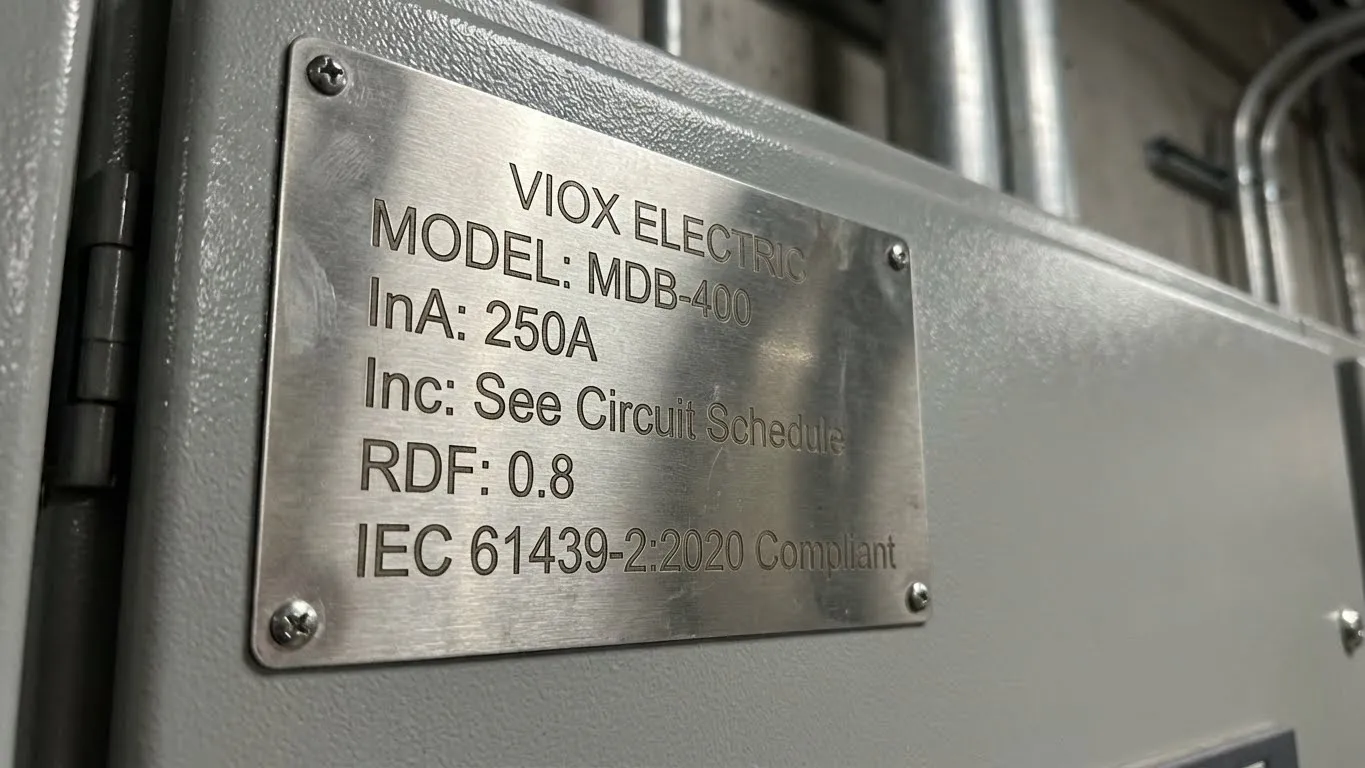 VIOX ELECTRIC
MODEL: MDB-400
InA: 250A
Inc: See Circuit Schedule
RDF: 0.8
IEC 61439-2:2020 Compliant